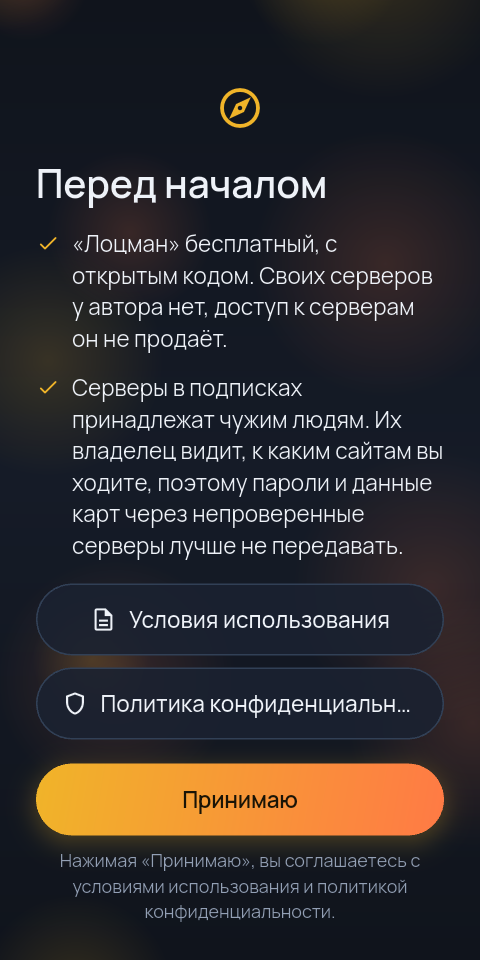 Перед началом
«Лоцман» бесплатный, с
открытым кодом. Своих серверов
у автора нет, доступ к серверам
он не продаёт.
Серверы в подписках
принадлежат чужим людям. Их
владелец видит, к каким сайтам вы
ходите, поэтому пароли и данные
карт через непроверенные
серверы лучше не передавать.
Условия использования
Политика конфиденциальн…
Принимаю
Нажимая «Принимаю», вы соглашаетесь с
условиями использования и политикой
конфиденциальности.